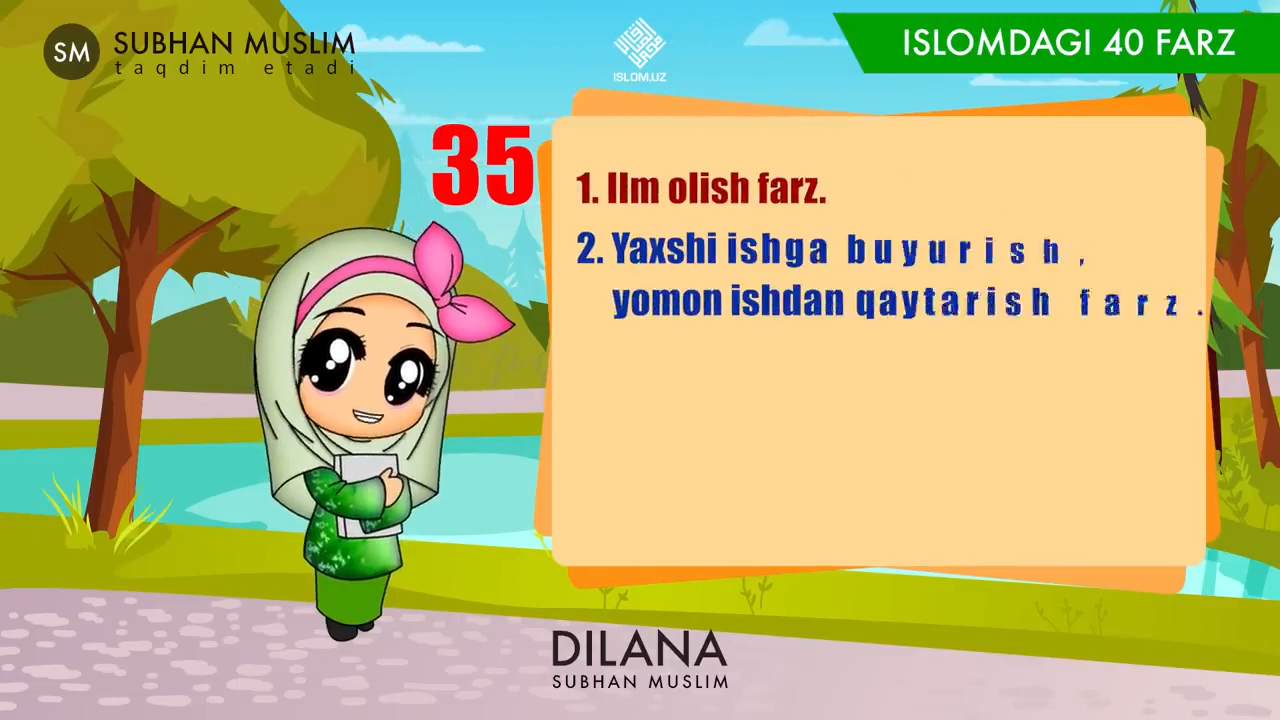 SM SUBHAN MUSLIM
taqdim etadi
ISLOM.UZ
ISLOMDAGI 40 FARZ
35
1. Ilm olish farz.
2. Yaxshi ishga buyurish,
yomon ishdan qaytarish farz.
DILANA
SUBHAN MUSLIM